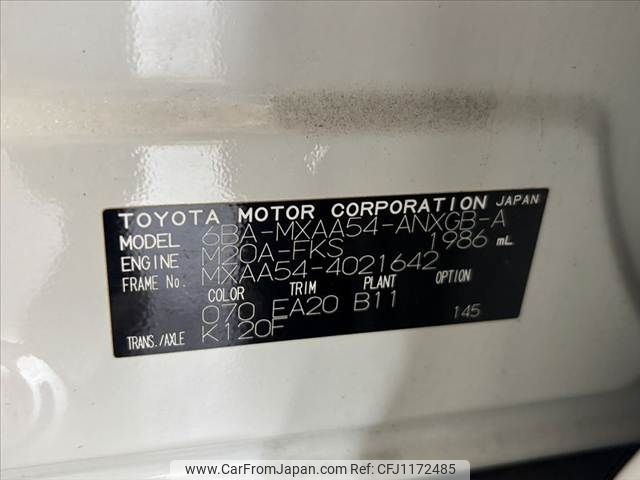 TOYOTA MOTOR CORPORATION JAPAN
MODEL 6BA-MXAA54-ANXGB-A
ENGINE M20A-FKS 1986 mL
FRAME No. MXAA54-4021642
COLOR TRIM PLANT OPTION
070 EA20 B11
TRANS./AXLE K120F 145
www.CarFromJapan.com | Ref. No: CFJ1172485